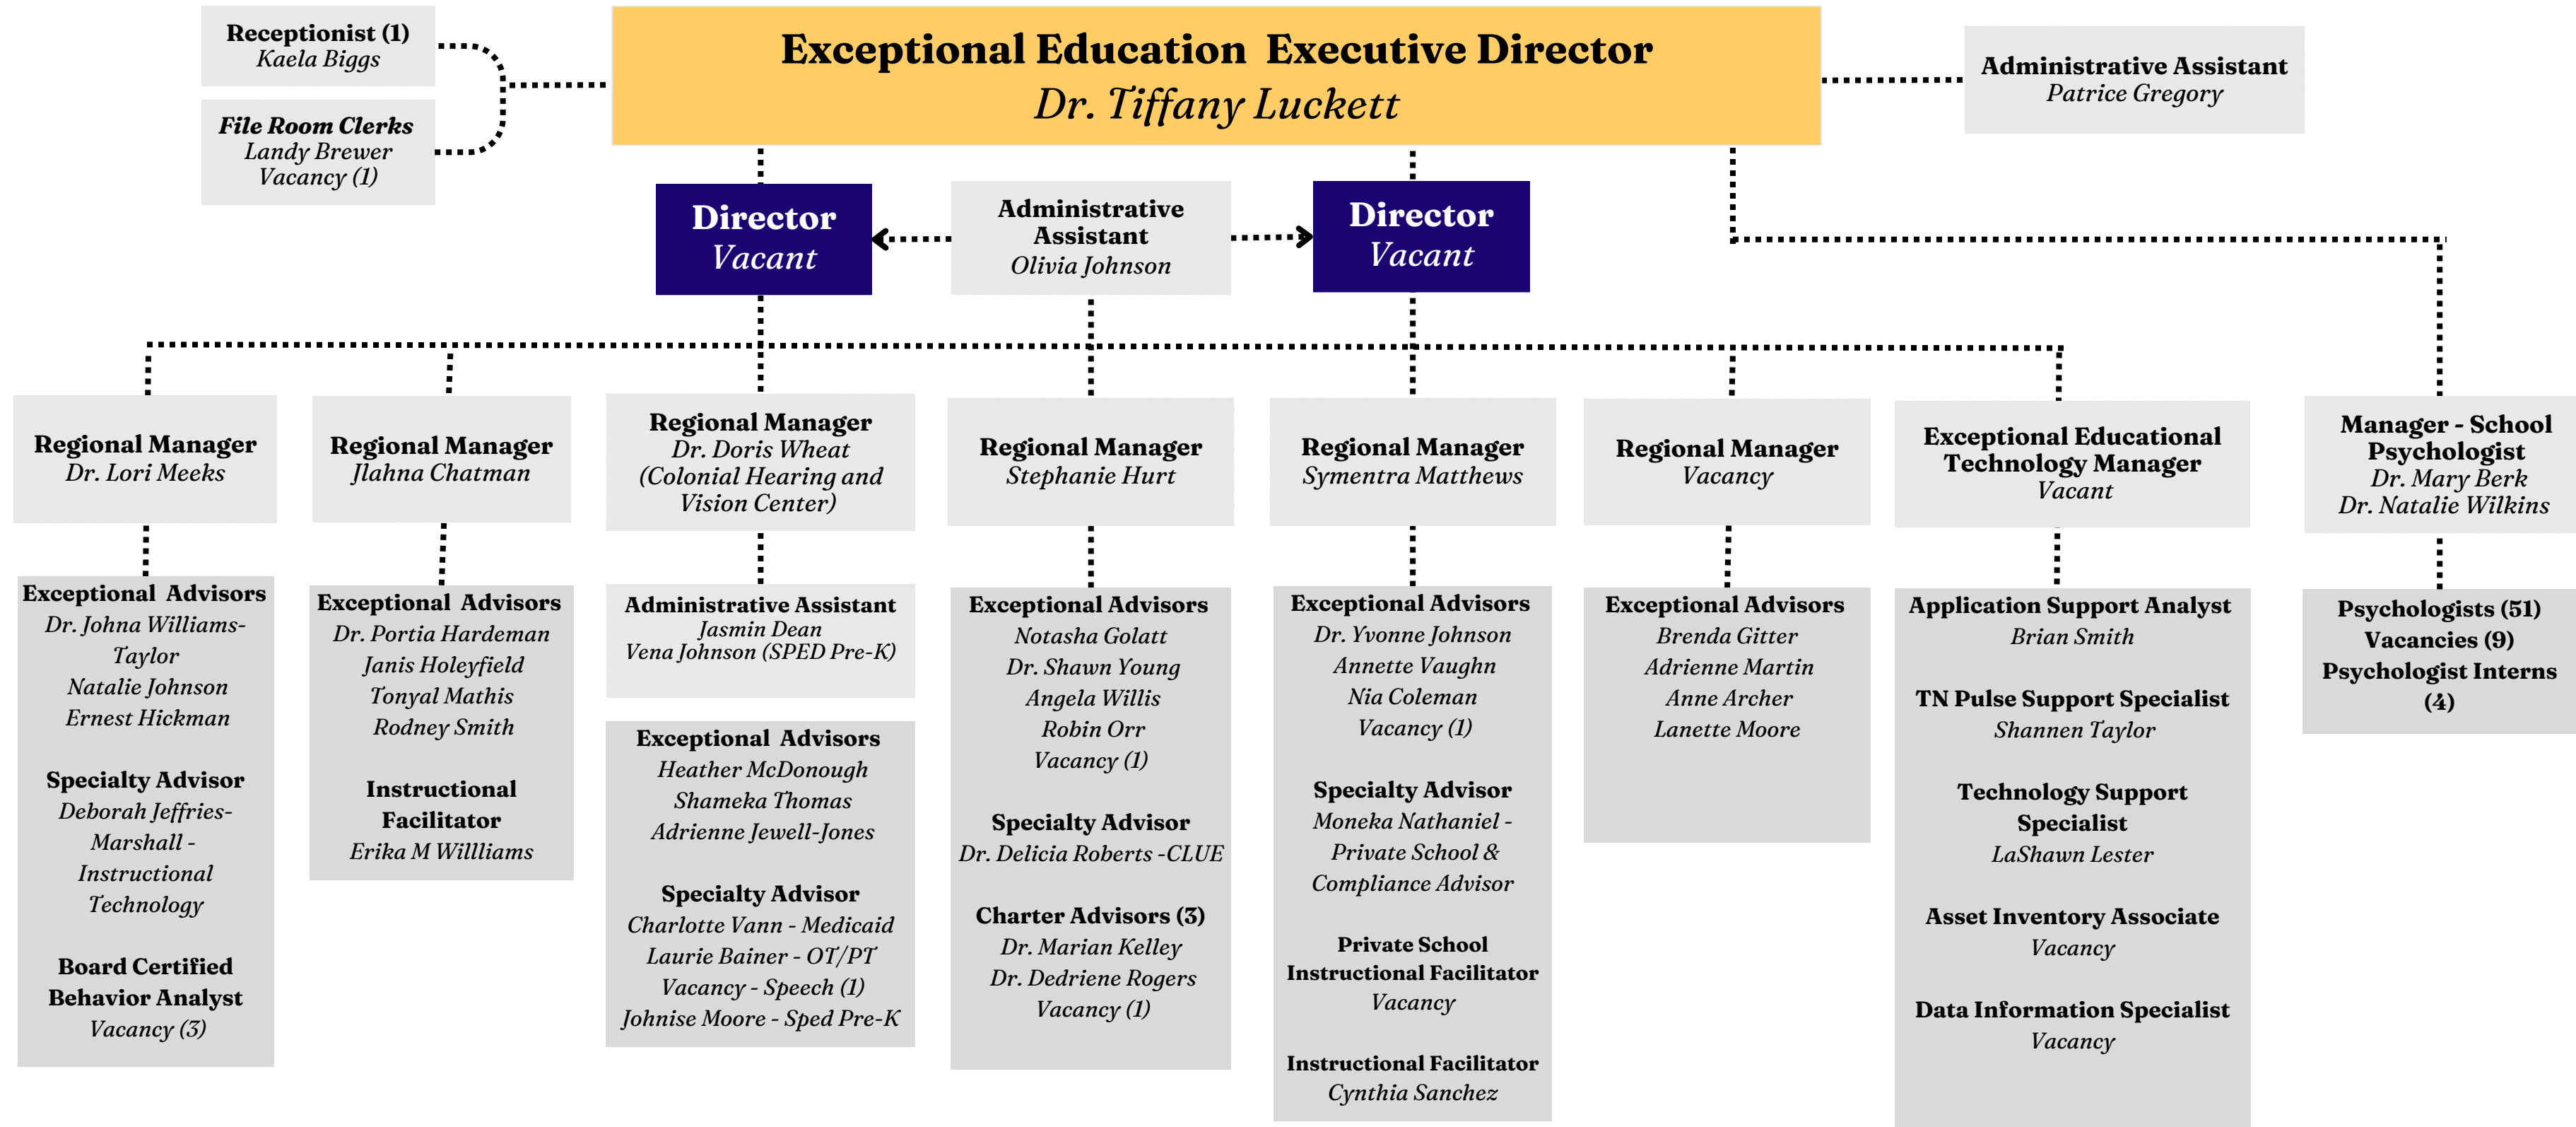 Receptionist (1)
Kaela Biggs
File Room Clerks
Landy Brewer
Vacancy (1)
Exceptional Education Executive Director
Dr. Tiffany Luckett
Administrative Assistant
Patrice Gregory
Director
Vacant
Administrative
Assistant
Olivia Johnson
Director
Vacant
Regional Manager
Dr. Lori Meeks
Regional Manager
Jlahna Chatman
Regional Manager
Dr. Doris Wheat
(Colonial Hearing and
Vision Center)
Regional Manager
Stephanie Hurt
Regional Manager
Symentra Matthews
Regional Manager
Vacancy
Exceptional Educational
Technology Manager
Vacant
Manager - School
Psychologist
Dr. Mary Berk
Dr. Natalie Wilkins
Exceptional Advisors
Dr. Johna Williams-
Taylor
Natalie Johnson
Ernest Hickman
Specialty Advisor
Deborah Jeffries-
Marshall -
Instructional
Technology
Board Certified
Behavior Analyst
Vacancy (3)
Exceptional Advisors
Dr. Portia Hardeman
Janis Holeyfield
Tonyal Mathis
Rodney Smith
Instructional
Facilitator
Erika M Willliams
Administrative Assistant
Jasmin Dean
Vena Johnson (SPED Pre-K)
Exceptional Advisors
Heather McDonough
Shameka Thomas
Adrienne Jewell-Jones
Specialty Advisor
Charlotte Vann - Medicaid
Laurie Bainer - OT/PT
Vacancy - Speech (1)
Johnise Moore - Sped Pre-K
Exceptional Advisors
Notasha Golatt
Dr. Shawn Young
Angela Willis
Robin Orr
Vacancy (1)
Specialty Advisor
Dr. Delicia Roberts -CLUE
Charter Advisors (3)
Dr. Marian Kelley
Dr. Dedriene Rogers
Vacancy (1)
Exceptional Advisors
Dr. Yvonne Johnson
Annette Vaughn
Nia Coleman
Vacancy (1)
Specialty Advisor
Moneka Nathaniel -
Private School &
Compliance Advisor
Private School
Instructional Facilitator
Vacancy
Instructional Facilitator
Cynthia Sanchez
Exceptional Advisors
Brenda Gitter
Adrienne Martin
Anne Archer
Lanette Moore
Application Support Analyst
Brian Smith
TN Pulse Support Specialist
Shannen Taylor
Technology Support
Specialist
LaShawn Lester
Asset Inventory Associate
Vacancy
Data Information Specialist
Vacancy
Psychologists (51)
Vacancies (9)
Psychologist Interns
(4)